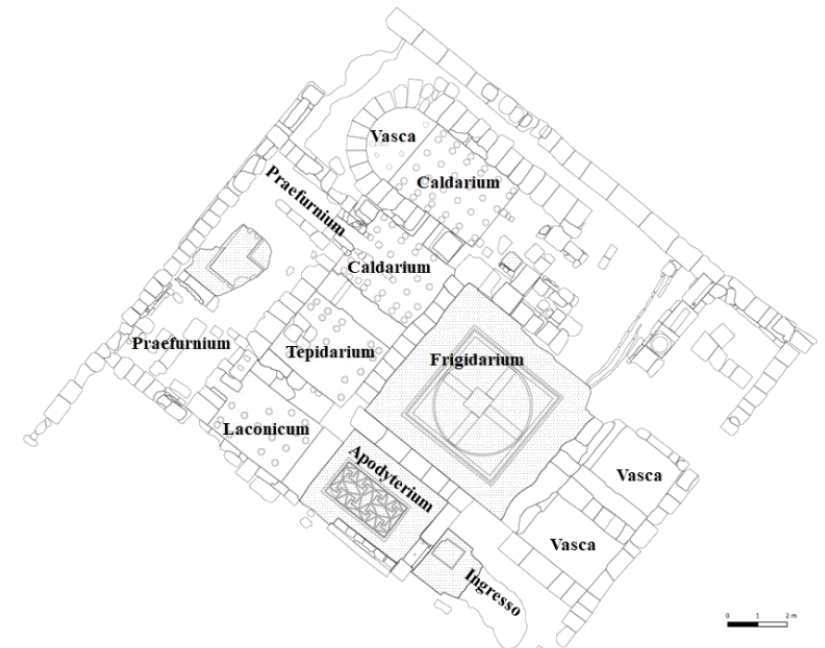 Vasca
Caldarium
Praefurnium
Caldarium
Praefurnium
Tepidarium
Frigidarium
Laconicum
Apodyterium
Vasca
Vasca
Ingresso
0 1 2 m